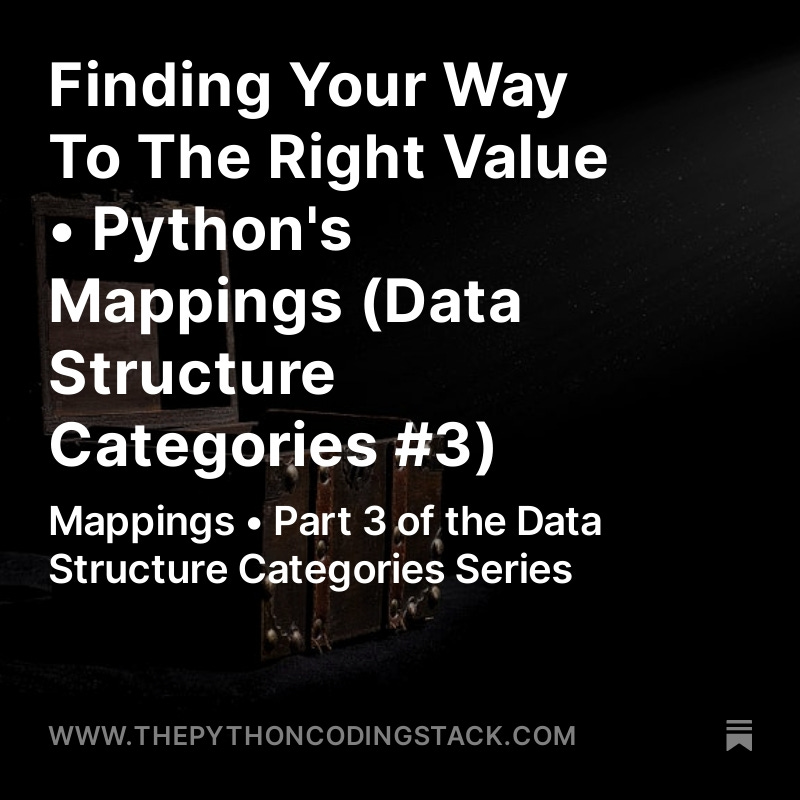 Finding Your Way
To The Right Value
• Python's
Mappings (Data
Structure
Categories #3)
Mappings • Part 3 of the Data
Structure Categories Series
WWW.THEPYTHONCODINGSTACK.COM